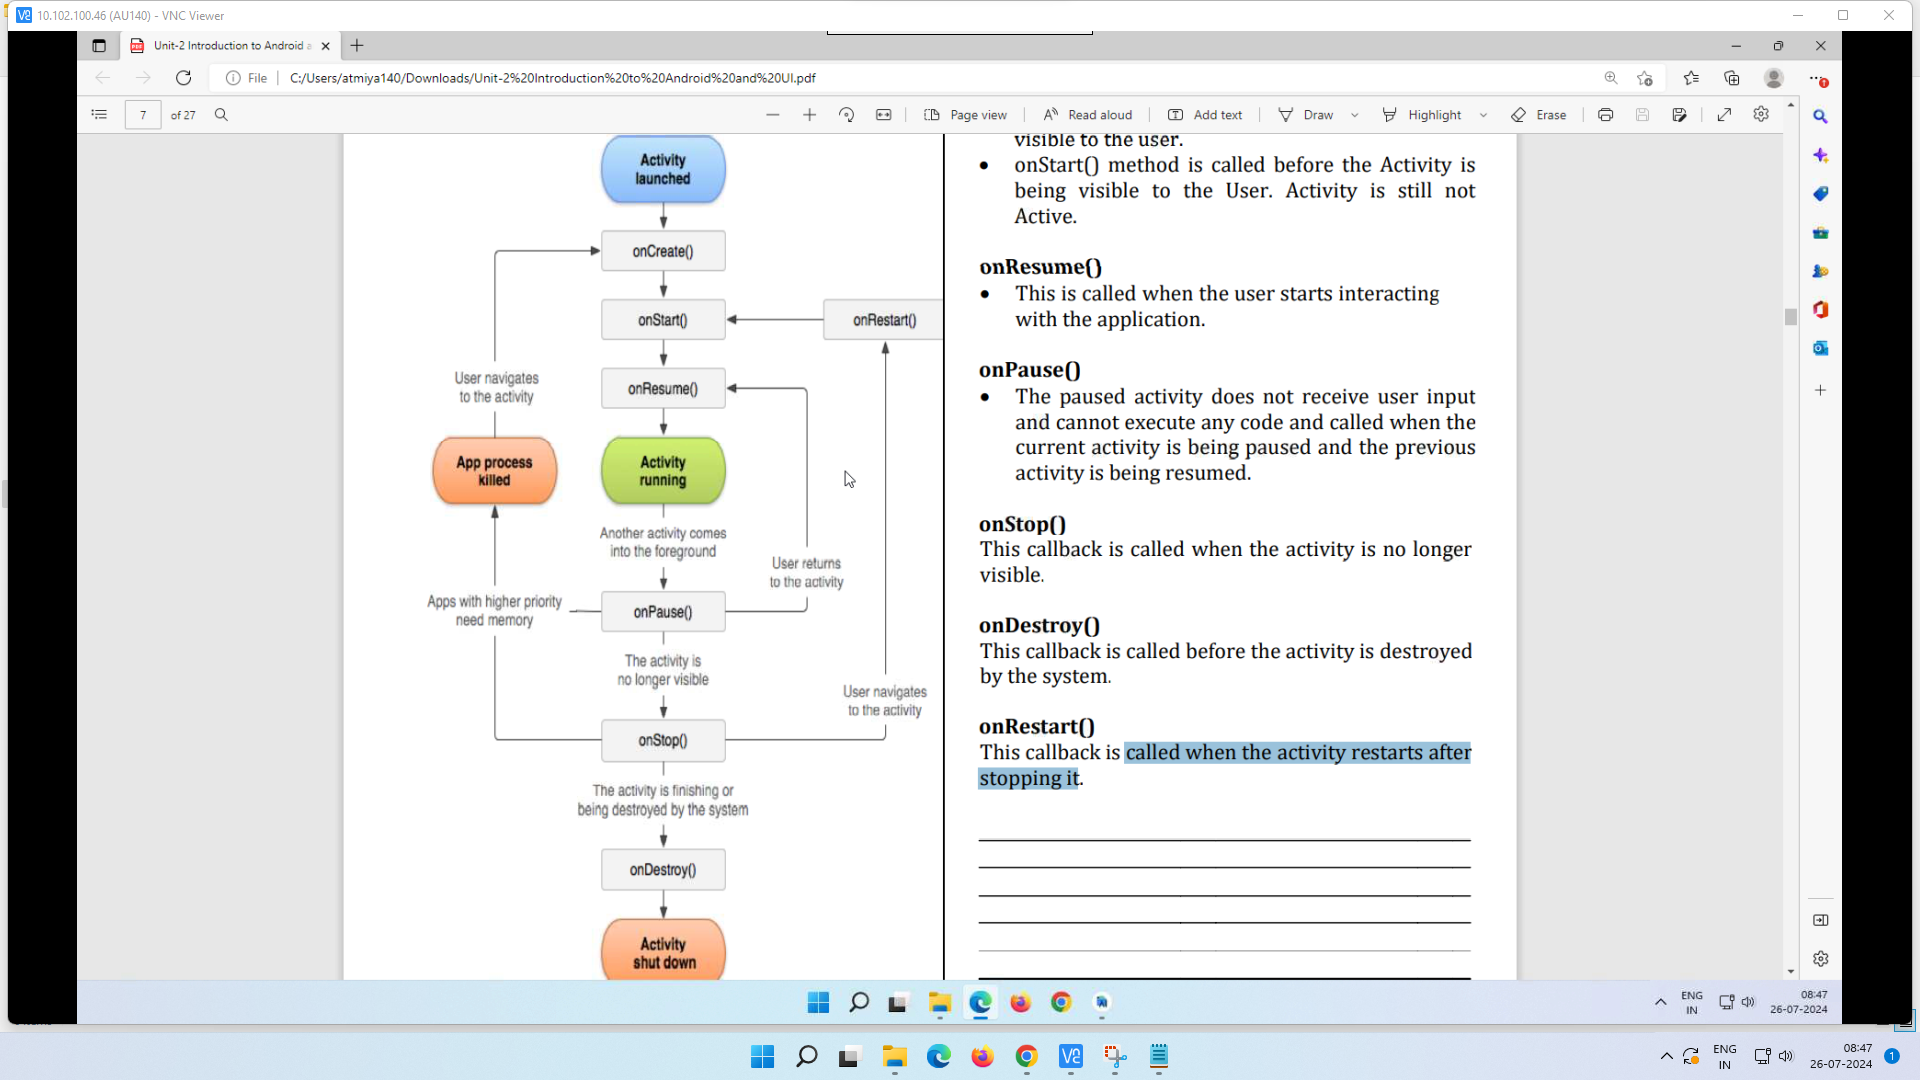 10.102.100.46 (AU140) - VNC Viewer
Unit-2 Introduction to Android a
File
C:/Users/atmiya140/Downloads/Unit-2%20Introduction%20to%20Android%20and%20UI.pdf
7 of 27
Page view
Read aloud
Add text
Draw
Highlight
Erase
Activity
launched
onCreate()
onStart()
onRestart()
onResume()
User navigates
to the activity
App process
killed
Activity
running
Another activity comes
into the foreground
User returns
to the activity
Apps with higher priority
need memory
onPause()
The activity is
no longer visible
User navigates
to the activity
onStop()
The activity is finishing or
being destroyed by the system
onDestroy()
Activity
shut down
visible to the user.
• onStart() method is called before the Activity is
being visible to the User. Activity is still not
Active.
onResume()
• This is called when the user starts interacting
with the application.
onPause()
• The paused activity does not receive user input
and cannot execute any code and called when the
current activity is being paused and the previous
activity is being resumed.
onStop()
This callback is called when the activity is no longer
visible.
onDestroy()
This callback is called before the activity is destroyed
by the system.
onRestart()
This callback is called when the activity restarts after
stopping it.
ENG
IN
08:47
26-07-2024
ENG
IN
08:47
26-07-2024
1